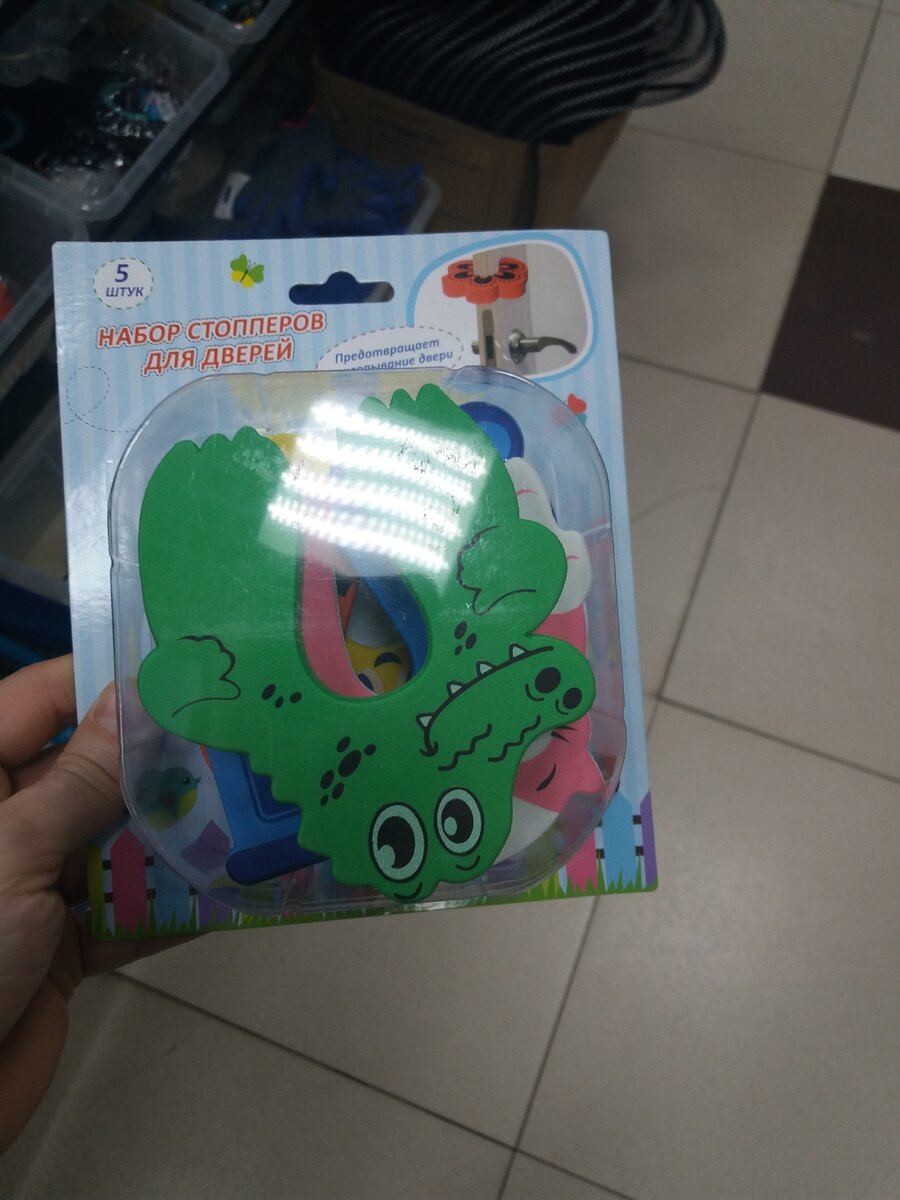 5
ШТУК
НАБОР СТОППЕРОВ
ДЛЯ ДВЕРЕЙ
Предотвращает
двери